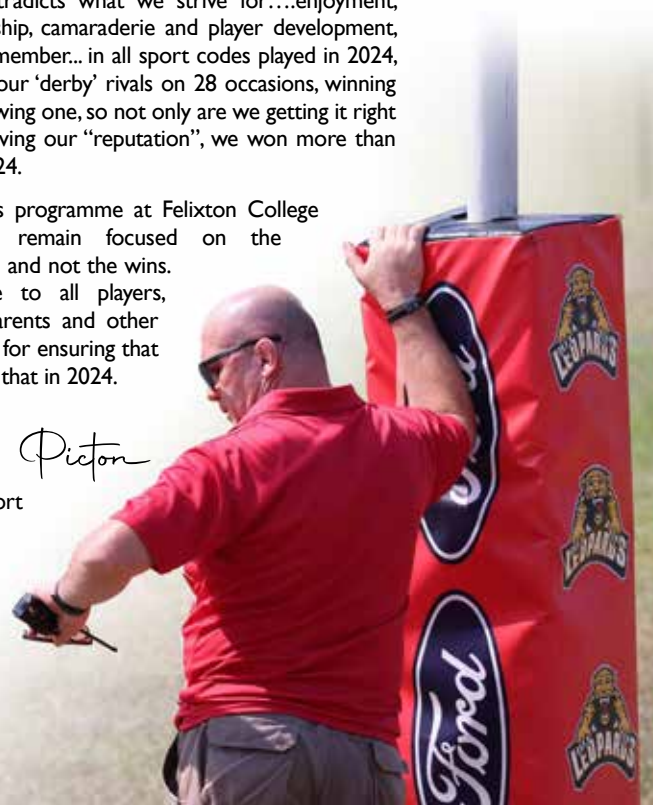 tradicts what we strive for….enjoyment,
ship, camaraderie and player development,
member... in all sport codes played in 2024,
our ‘derby’ rivals on 28 occasions, winning
wing one, so not only are we getting it right
ving our “reputation”, we won more than
24.
s programme at Felixton College
remain focused on the
and not the wins.
e to all players,
arents and other
for ensuring that
that in 2024.
Picton
ort
LEOPARDS
LEOPARDS
Ford
LEOPARDS